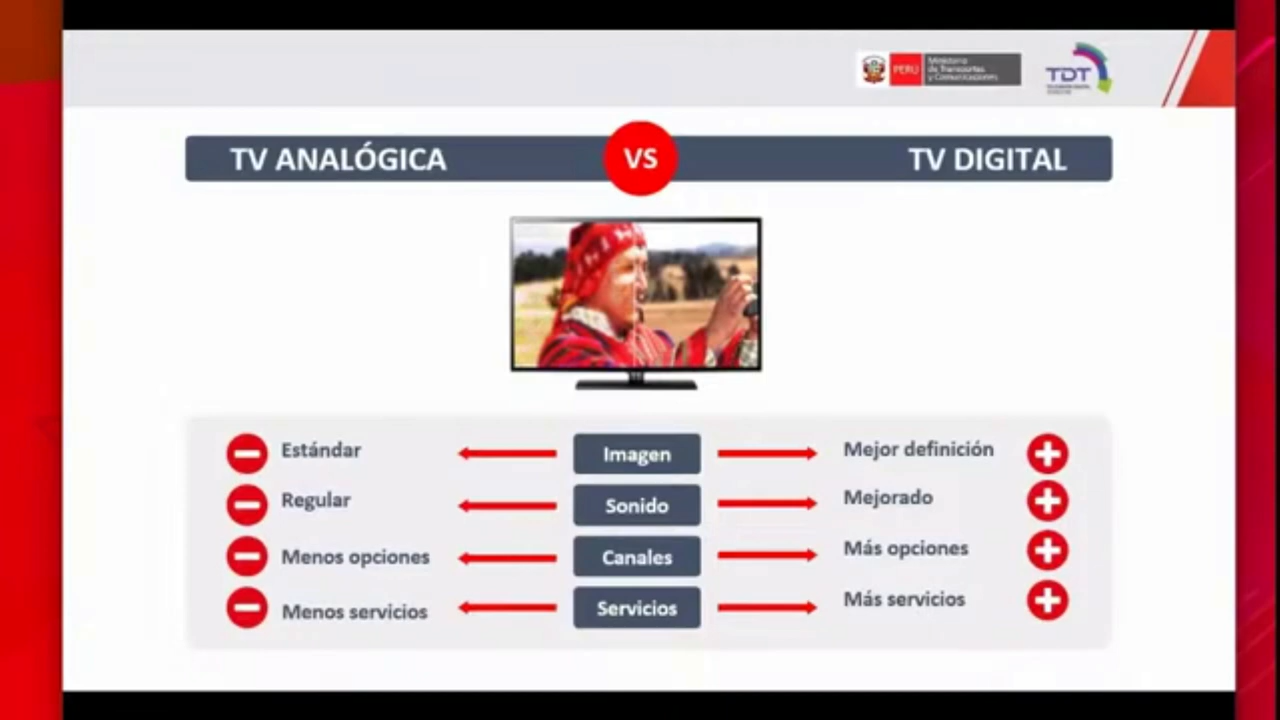 PERÚ
Ministerio
de Transportes
y Comunicaciones
TDT
TV ANALÓGICA
VS
TV DIGITAL
Estándar
Imagen
Mejor definición
Regular
Sonido
Mejorado
Menos opciones
Canales
Más opciones
Menos servicios
Servicios
Más servicios